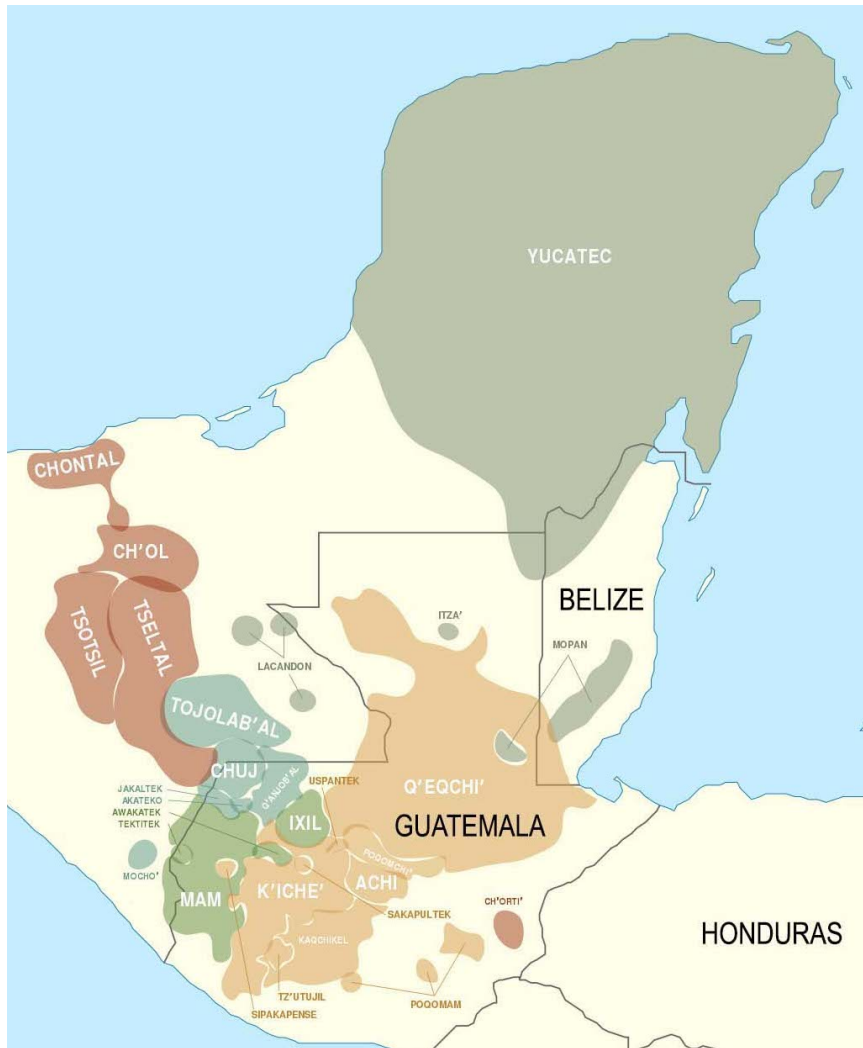 YUCATEC
CHONTAL
CH'OL
BELIZE
TSOTSIL
TSELTAL
ITZA'
MOPAN
LACANDON
TOJOLAB'AL
CHUJ
Q'ANJOB'AL
USPANTEK
Q'EQCHI'
JAKALTEK
AKATEKO
AWAKATEK
TEKTITEK
IXIL
GUATEMALA
POQOMCHI'
MOCHO'
MAM
K'ICHE'
ACHI
SAKAPULTEK
CH'ORTI'
HONDURAS
KAQCHIKEL
TZ'UTUJIL
POQOMAM
SIPAKAPENSE